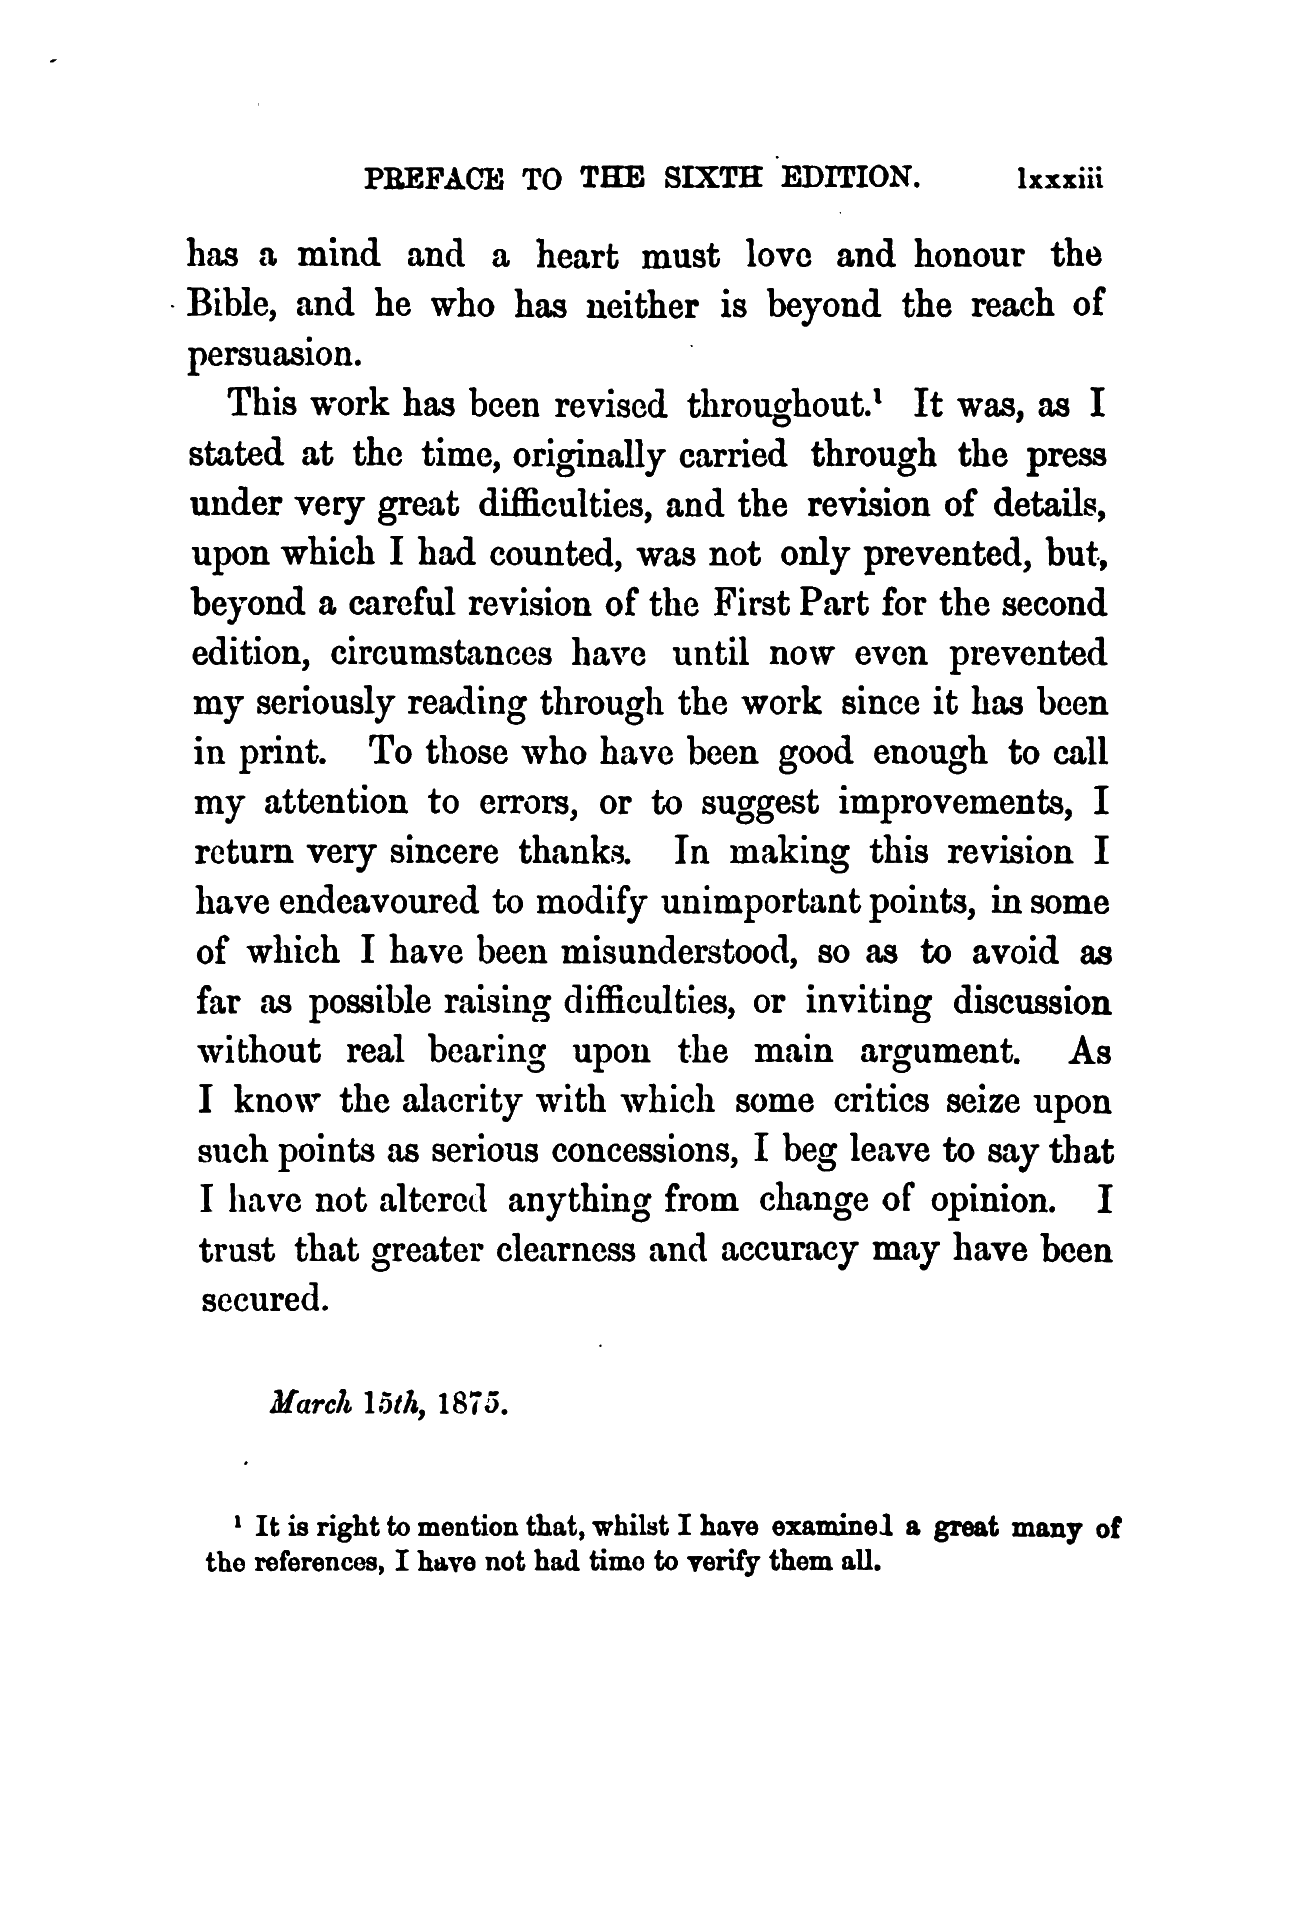 PREFACE TO THE SIXTH EDITION. lxxxiii
has a mind and a heart must love and honour the
Bible, and he who has neither is beyond the reach of
persuasion.
This work has been revised throughout.¹ It was, as I
stated at the time, originally carried through the press
under very great difficulties, and the revision of details,
upon which I had counted, was not only prevented, but,
beyond a careful revision of the First Part for the second
edition, circumstances have until now even prevented
my seriously reading through the work since it has been
in print. To those who have been good enough to call
my attention to errors, or to suggest improvements, I
return very sincere thanks. In making this revision I
have endeavoured to modify unimportant points, in some
of which I have been misunderstood, so as to avoid as
far as possible raising difficulties, or inviting discussion
without real bearing upon the main argument. As
I know the alacrity with which some critics seize upon
such points as serious concessions, I beg leave to say that
I have not altered anything from change of opinion. I
trust that greater clearness and accuracy may have been
secured.
March 15th, 1875.
¹ It is right to mention that, whilst I have examined a great many of
the references, I have not had time to verify them all.